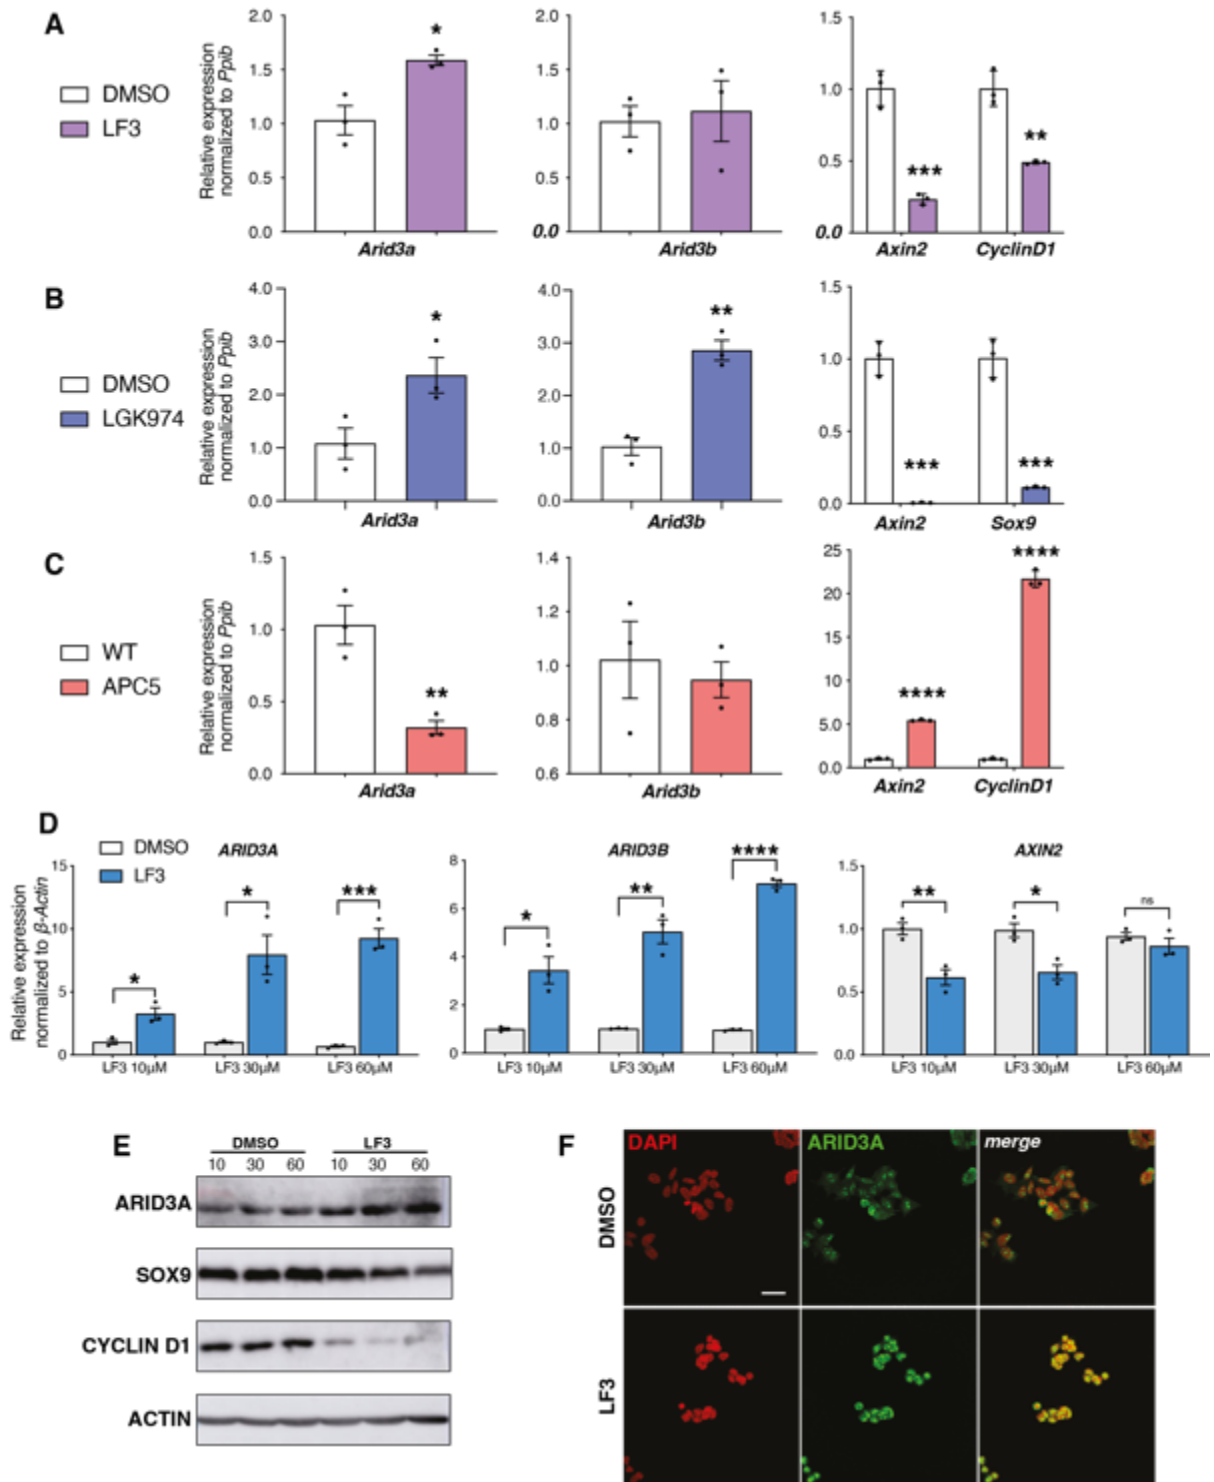 A
DMSO
LF3
Relative expression
normalized to Ppib
2.0
1.5
1.0
0.5
0.0
*
Arid3a
2.0
1.5
1.0
0.5
0.0
Arid3b
1.5
1.0
0.5
0.0
***
**
Axin2
CyclinD1
B
DMSO
LGK974
Relative expression
normalized to Ppib
4.0
3.0
2.0
1.0
0.0
*
Arid3a
4.0
3.0
2.0
1.0
0.0
**
Arid3b
1.5
1.0
0.5
0.0
***
***
Axin2
Sox9
C
WT
APC5
Relative expression
normalized to Ppib
1.5
1.0
0.5
0.0
**
Arid3a
1.4
1.2
1.0
0.8
0.6
Arid3b
25
20
15
10
5.0
0.0
****
****
Axin2
CyclinD1
D
DMSO
LF3
Relative expression
normalized to β-Actin
ARID3A
15
10
5
0
*
*
***
LF3 10µM
LF3 30µM
LF3 60µM
ARID3B
8
6
4
2
0
*
**
****
LF3 10µM
LF3 30µM
LF3 60µM
AXIN2
1.5
1.0
0.5
0.0
**
*
ns
LF3 10µM
LF3 30µM
LF3 60µM
E
DMSO LF3
10 30 60 10 30 60
ARID3A
SOX9
CYCLIN D1
ACTIN
F
DAPI
ARID3A
merge
DMSO
LF3